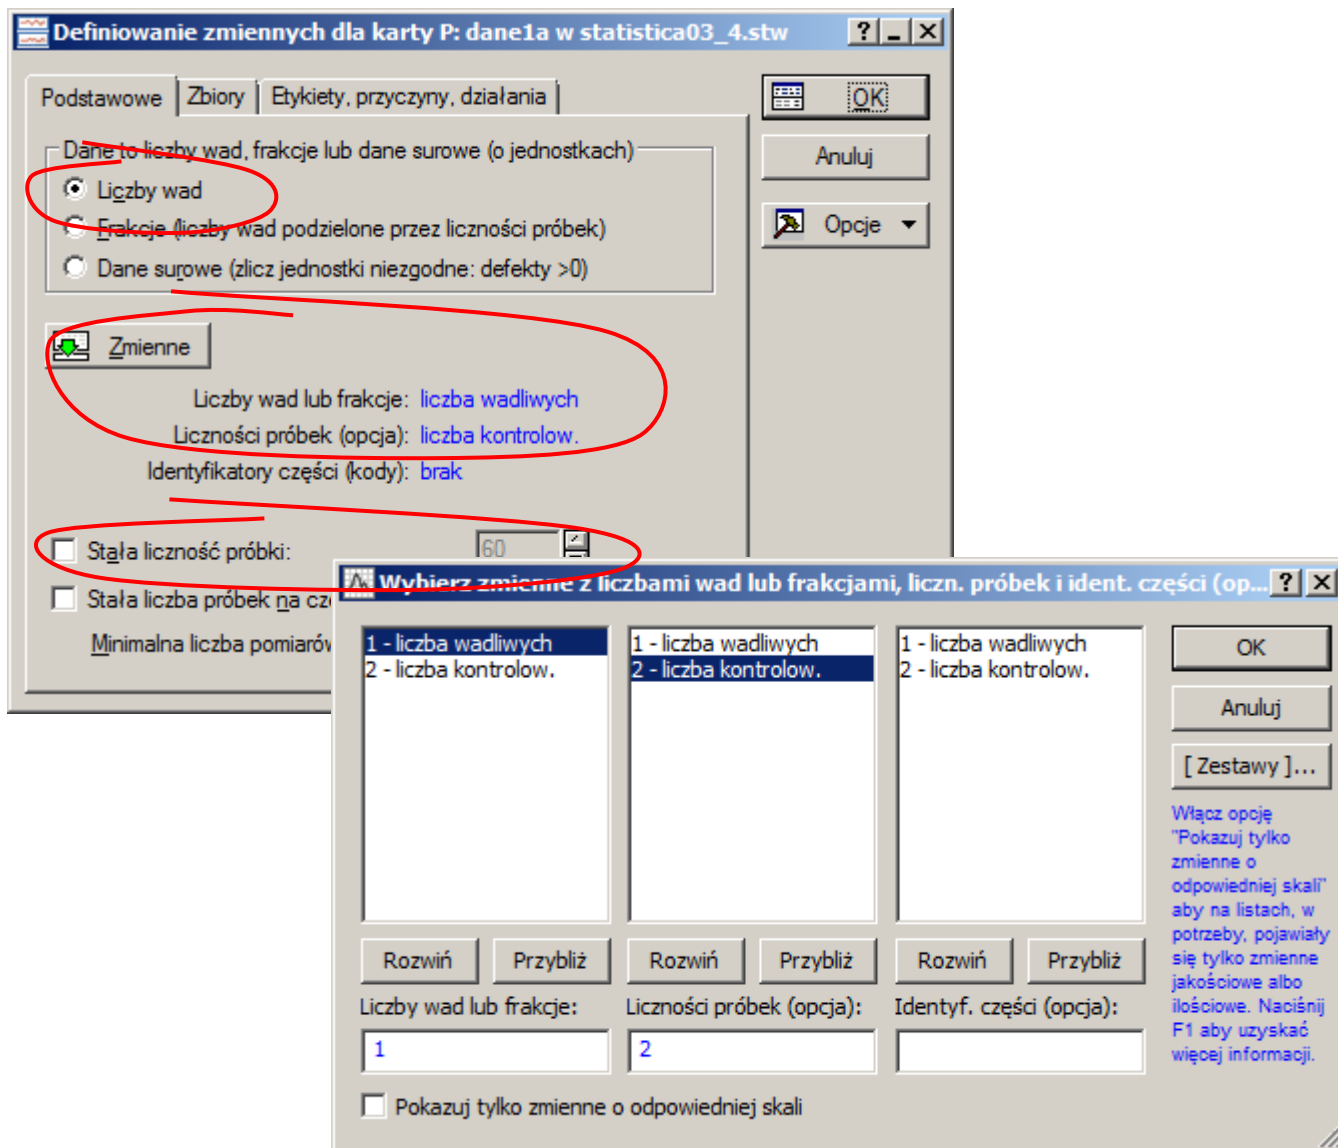 Definiowanie zmiennych dla karty P: dane1a w statistica03_4.stw
Podstawowe Zbiory Etykiety, przyczyny, działania
OK
Dane to liczby wad, frakcje lub dane surowe (o jednostkach)
Anuluj
Liczby wad
Frakcje (liczby wad podzielone przez liczności próbek)
Opcje
Dane surowe (zlicz jednostki niezgodne: defekty >0)
Zmienne
Liczby wad lub frakcje: liczba wadliwych
Liczności próbek (opcja): liczba kontrolow.
Identyfikatory części (kody): brak
Stała liczność próbki: 60
Stała liczba próbek na czę
Minimalna liczba pomiarów
Wybierz zmienne z liczbami wad lub frakcjami, liczn. próbek i ident. części (op...
1 - liczba wadliwych
2 - liczba kontrolow.
1 - liczba wadliwych
2 - liczba kontrolow.
1 - liczba wadliwych
2 - liczba kontrolow.
OK
Anuluj
[ Zestawy ]...
Włącz opcję
"Pokazuj tylko
zmienne o
odpowiedniej skali"
aby na listach, w
potrzeby, pojawiały
się tylko zmienne
jakościowe albo
ilościowe. Naciśnij
F1 aby uzyskać
więcej informacji.
Rozwiń Przybliż Rozwiń Przybliż Rozwiń Przybliż
Liczby wad lub frakcje: Liczności próbek (opcja): Identyf. części (opcja):
1 2
Pokazuj tylko zmienne o odpowiedniej skali